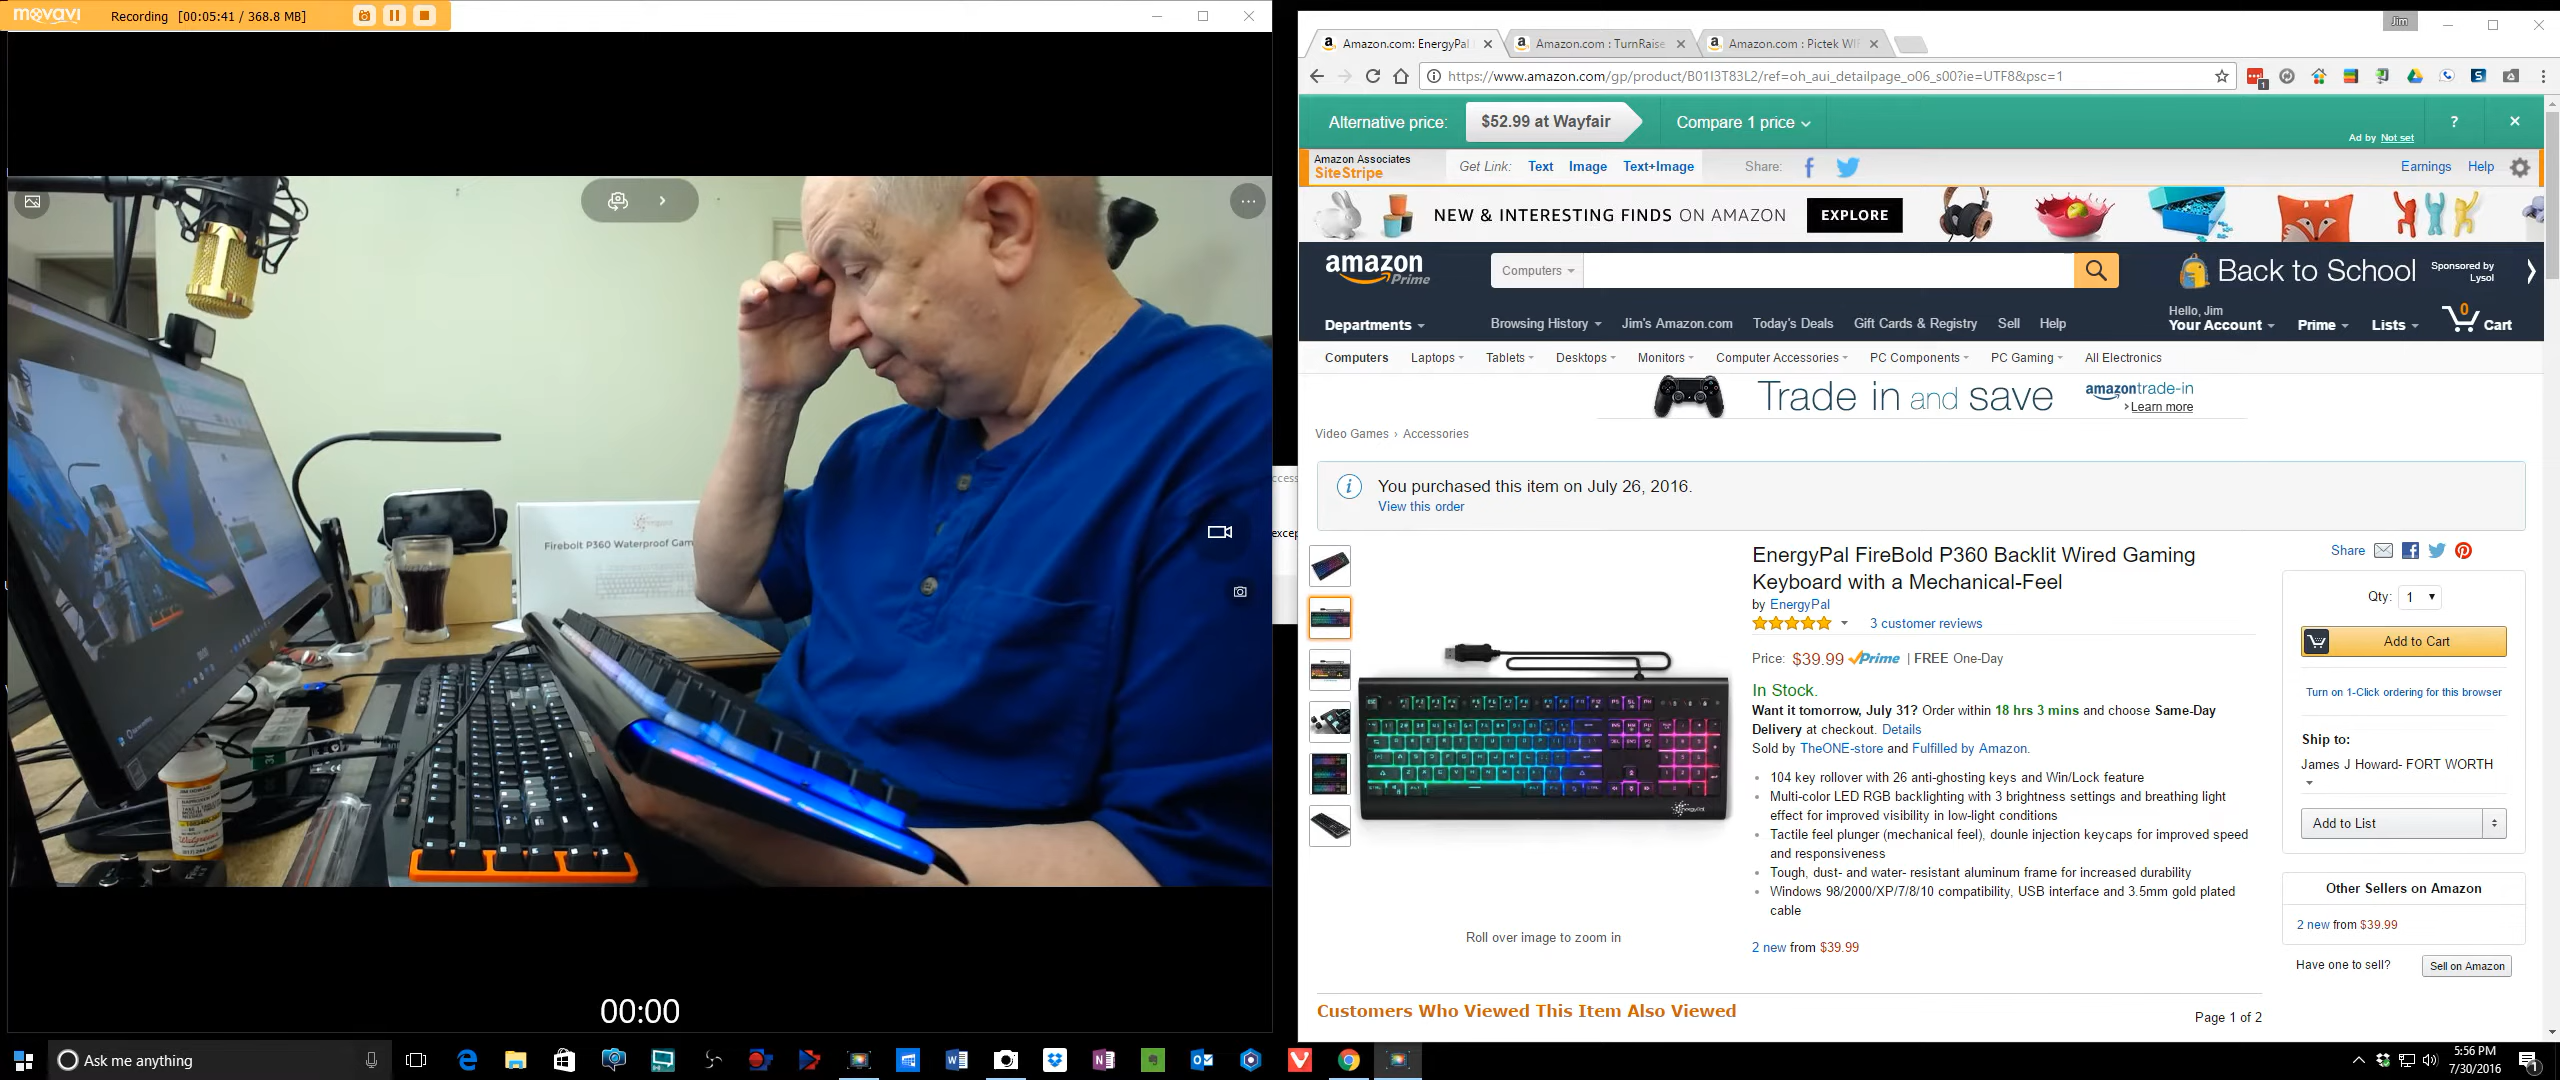 movavi
Recording [00:05:41 / 368.8 MB]
Firebolt P360 Waterproof Gam
00:00
Jim
Amazon.com: EnergyPal
Amazon.com : TurnRaise
Amazon.com : Pictek WI
https://www.amazon.com/gp/product/B01I3T83L2/ref=oh_aui_detailpage_o06_s00?ie=UTF8&psc=1
Alternative price: $52.99 at Wayfair Compare 1 price ? ×
Ad by Not set
Amazon Associates
SiteStripe
Get Link: Text Image Text+Image Share: Earnings Help
NEW & INTERESTING FINDS ON AMAZON EXPLORE
amazon Prime
Computers
Back to School Sponsored by Lysol
Hello, Jim
Departments Browsing History Jim's Amazon.com Today's Deals Gift Cards & Registry Sell Help Your Account Prime Lists 0 Cart
Computers Laptops Tablets Desktops Monitors Computer Accessories PC Components PC Gaming All Electronics
Trade in and save amazontrade-in
› Learn more
Video Games › Accessories
You purchased this item on July 26, 2016.
View this order
EnergyPal FireBold P360 Backlit Wired Gaming
Keyboard with a Mechanical-Feel
by EnergyPal
3 customer reviews
Price: $39.99 Prime | FREE One-Day
In Stock.
Want it tomorrow, July 31? Order within 18 hrs 3 mins and choose Same-Day
Delivery at checkout. Details
Sold by TheONE-store and Fulfilled by Amazon.
104 key rollover with 26 anti-ghosting keys and Win/Lock feature
Multi-color LED RGB backlighting with 3 brightness settings and breathing light
effect for improved visibility in low-light conditions
Tactile feel plunger (mechanical feel), dounle injection keycaps for improved speed
and responsiveness
Tough, dust- and water- resistant aluminum frame for increased durability
Windows 98/2000/XP/7/8/10 compatibility, USB interface and 3.5mm gold plated
cable
2 new from $39.99
Roll over image to zoom in
Share
Qty: 1
Add to Cart
Turn on 1-Click ordering for this browser
Ship to:
James J Howard- FORT WORTH
Add to List
Other Sellers on Amazon
2 new from $39.99
Have one to sell? Sell on Amazon
Customers Who Viewed This Item Also Viewed
Page 1 of 2
Ask me anything
5:56 PM
7/30/2016